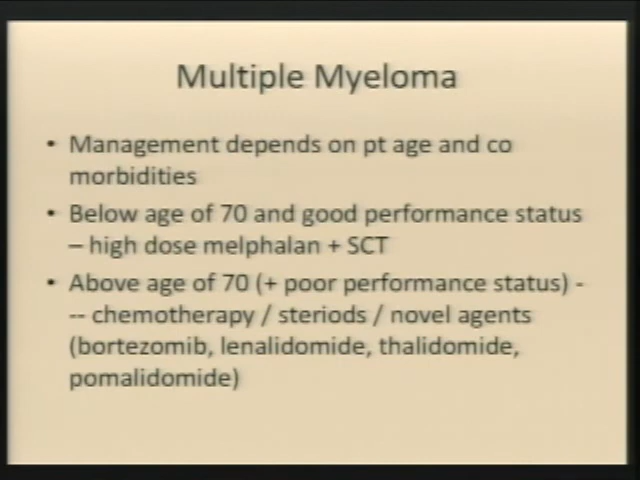 Multiple Myeloma
• Management depends on pt age and co
morbidities
• Below age of 70 and good performance status
– high dose melphalan + SCT
• Above age of 70 (+ poor performance status) -
-- chemotherapy / steriods / novel agents
(bortezomib, lenalidomide, thalidomide,
pomalidomide)